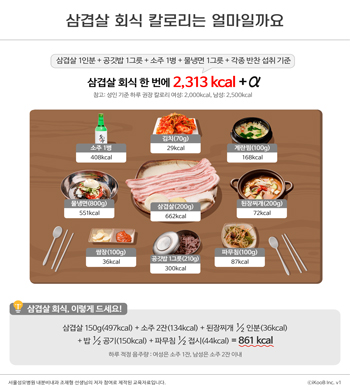 삼겹살 회식 칼로리는 얼마일까요
삼겹살 1인분 + 공깃밥 1그릇 + 소주 1병 + 물냉면 1그릇 + 각종 반찬 섭취 기준
삼겹살 회식 한 번에 2,313 kcal + α
참고: 성인 기준 하루 권장 칼로리 여성: 2,000kcal, 남성: 2,500kcal
소주 1병
408kcal
김치(70g)
29kcal
계란찜(100g)
168kcal
물냉면(800g)
551kcal
삼겹살(200g)
662kcal
된장찌개(200g)
72kcal
쌈장(100g)
36kcal
공깃밥 1그릇(210g)
300kcal
파무침(100g)
87kcal
삼겹살 회식, 이렇게 드세요!
삼겹살 150g(497kcal) + 소주 2잔(134kcal) + 된장찌개 ½ 인분(36kcal)
+ 밥 ½ 공기(150kcal) + 파무침 ½ 접시(44kcal) = 861 kcal
하루 적정 음주량 : 여성은 소주 1잔, 남성은 소주 2잔 이내
서울성모병원 내분비내과 조재형 선생님의 저자 참여로 제작된 교육자료입니다.
ⓒiKooB Inc. v1